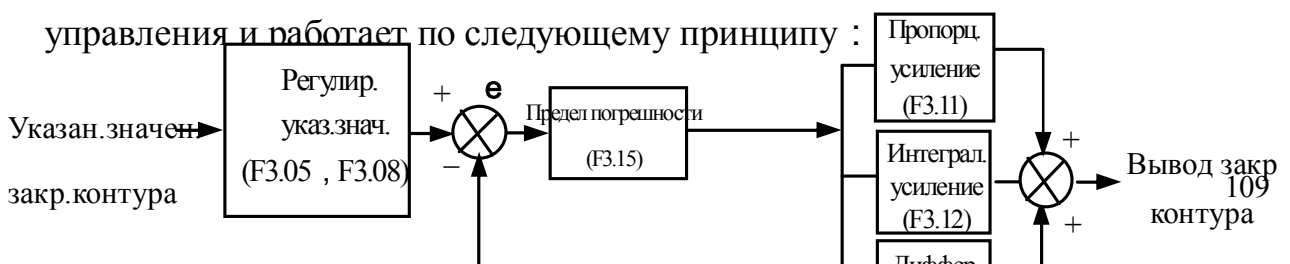 управления и работает по следующему принципу :
Указан.значен.
закр.контура
Регулир.
указ.знач.
(F3.05 , F3.08)
+
e
−
Предел погрешности
(F3.15)
Пропорц.
усиление
(F3.11)
Интеграл.
усиление
(F3.12)
+
+
Вывод закр
109
контура